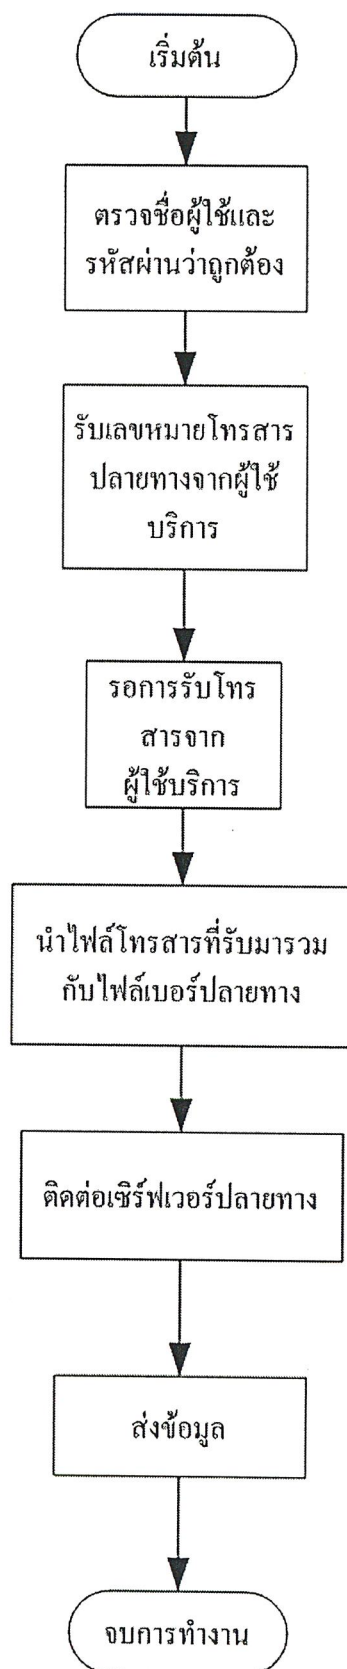 เริ่มต้น
ตรวจชื่อผู้ใช้และ
รหัสผ่านว่าถูกต้อง
รับเลขหมายโทรสาร
ปลายทางจากผู้ใช้
บริการ
รอการรับโทร
สารจาก
ผู้ใช้บริการ
นำไฟล์โทรสารที่รับมารวม
กับไฟล์เบอร์ปลายทาง
ติดต่อเซิร์ฟเวอร์ปลายทาง
ส่งข้อมูล
จบการทำงาน